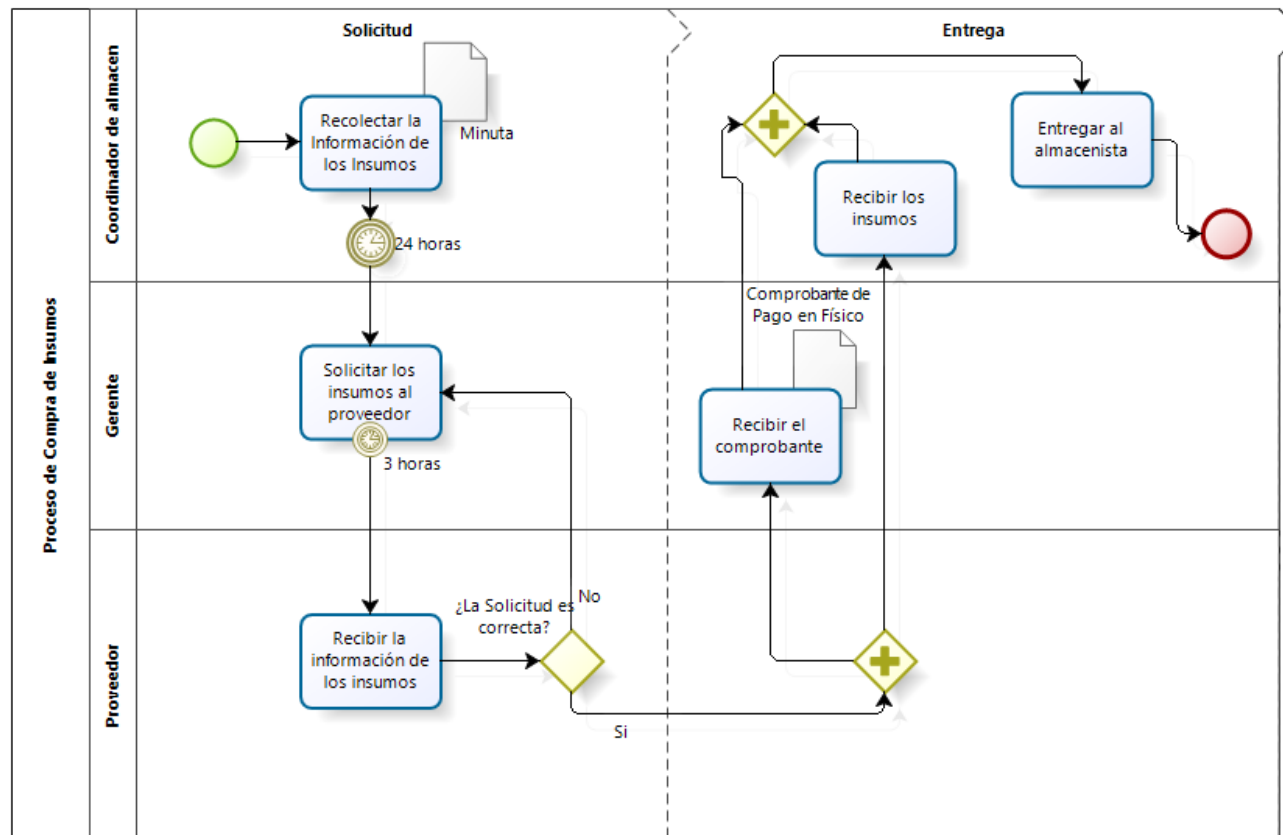 Proceso de Compra de Insumos
Solicitud
Entrega
Coordinador de almacen
Recolectar la
Información de
los Insumos
Minuta
24 horas
Recibir los
insumos
Entregar al
almacenista
Gerente
Solicitar los
insumos al
proveedor
3 horas
Comprobante de
Pago en Físico
Recibir el
comprobante
Proveedor
Recibir la
información de
los insumos
¿La Solicitud es
correcta?
No
Si